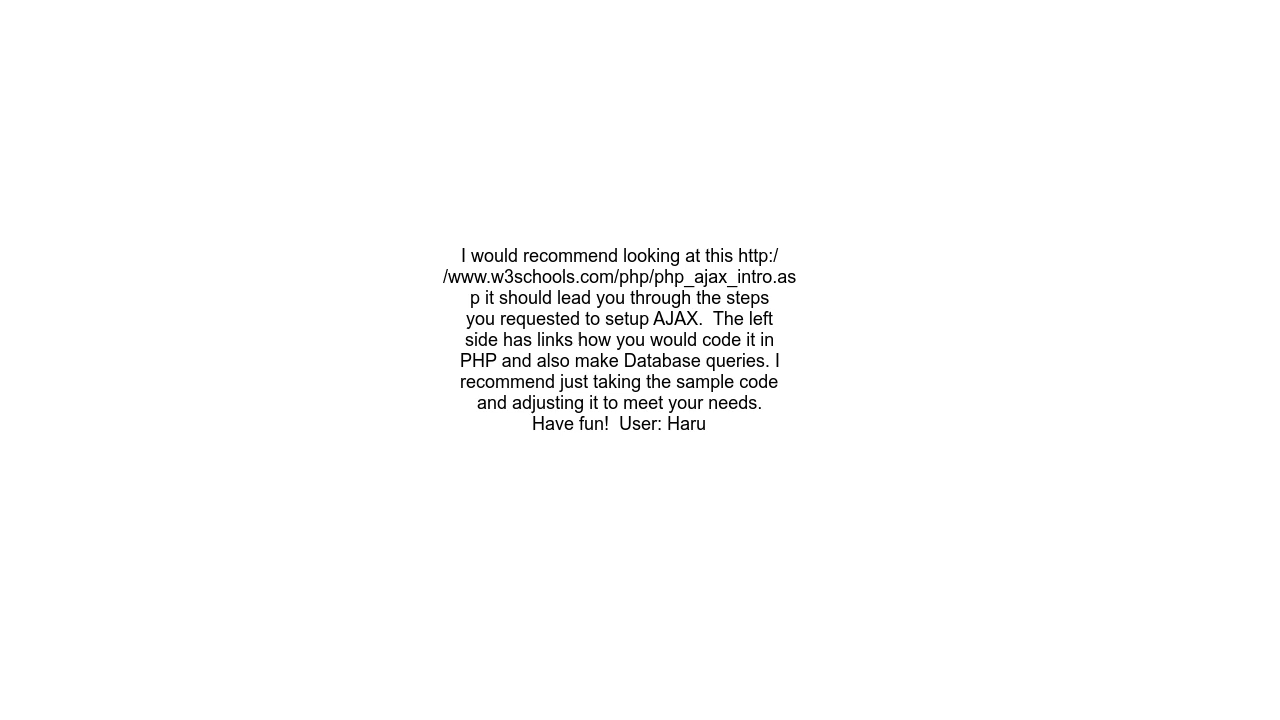 I would recommend looking at this http:/
/www.w3schools.com/php/php_ajax_intro.as
p it should lead you through the steps
you requested to setup AJAX.  The left
side has links how you would code it in
PHP and also make Database queries. I
recommend just taking the sample code
and adjusting it to meet your needs.
Have fun!  User: Haru